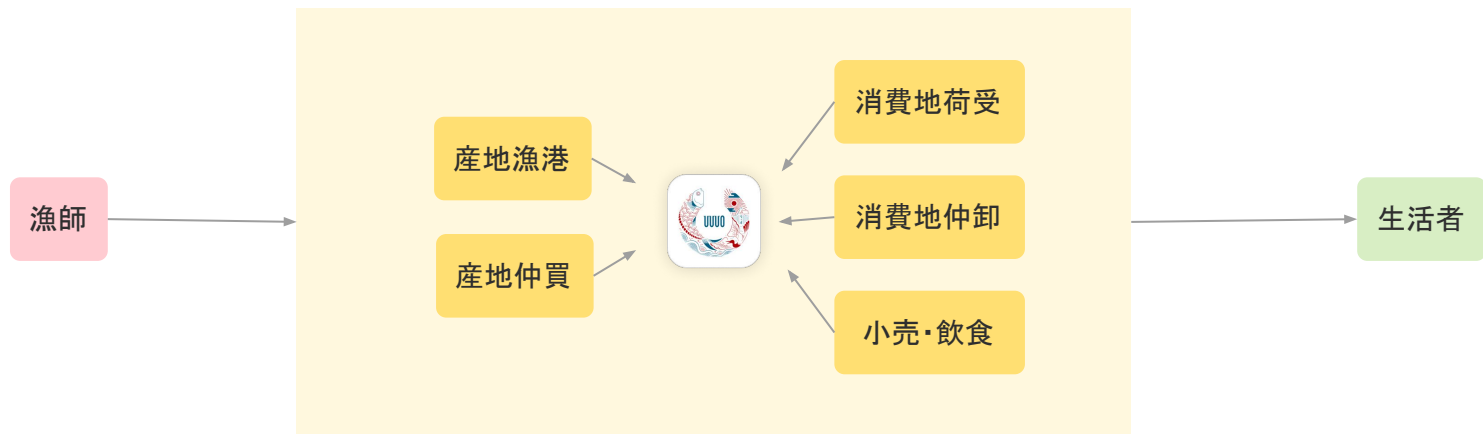 漁師
産地漁港
産地仲買
UUUO
消費地荷受
消費地仲卸
小売・飲食
生活者